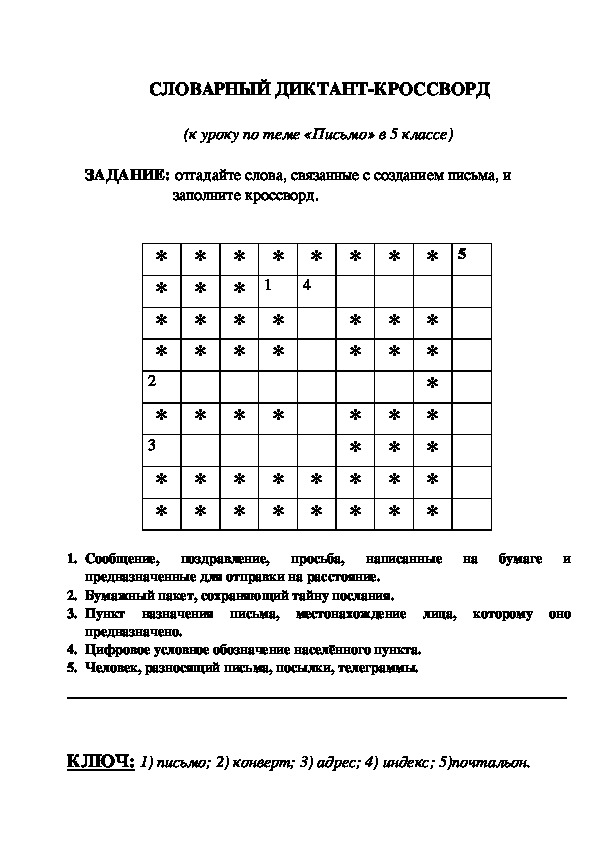 СЛОВАРНЫЙ ДИКТАНТ-КРОССВОРД
(к уроку по теме «Письмо» в 5 классе)
ЗАДАНИЕ: отгадайте слова, связанные с созданием письма, и
заполните кроссворд.
* * * * * * * * 5
* * * 1 4
* * * * * * *
* * * * * * *
2 *
* * * * * * *
3 * * *
* * * * * * * *
* * * * * * * *
1. Сообщение, поздравление, просьба, написанные на бумаге и
предназначенные для отправки на расстояние.
2. Бумажный пакет, сохраняющий тайну послания.
3. Пункт назначения письма, местонахождение лица, которому оно
предназначено.
4. Цифровое условное обозначение населённого пункта.
5. Человек, разносящий письма, посылки, телеграммы.
КЛЮЧ: 1) письмо; 2) конверт; 3) адрес; 4) индекс; 5)почтальон.